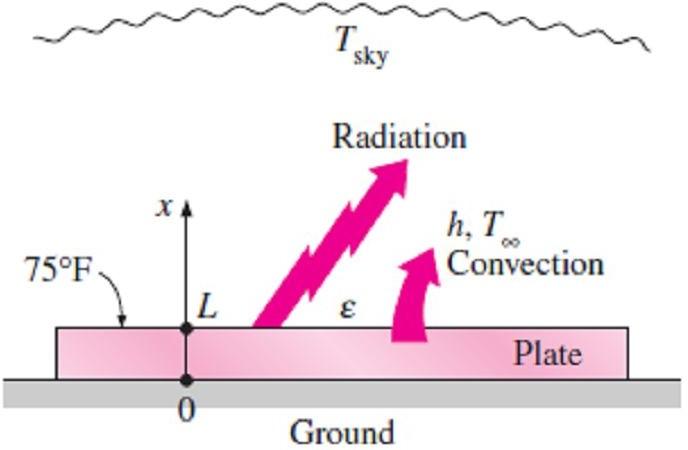 T_sky
Radiation
x
h, T_∞
Convection
75°F
L
ε
Plate
0
Ground